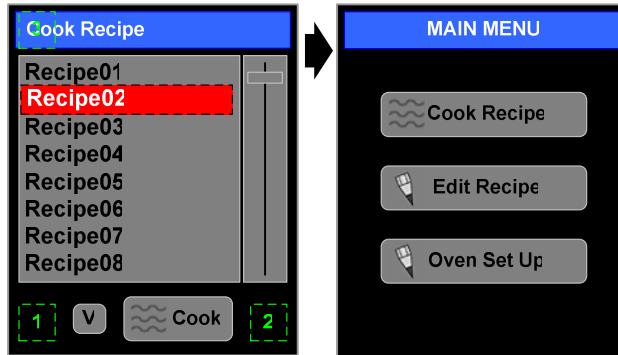 3
Cook Recipe
Recipe01
Recipe02
Recipe03
Recipe04
Recipe05
Recipe06
Recipe07
Recipe08
1
V
Cook
2
MAIN MENU
Cook Recipe
Edit Recipe
Oven Set Up